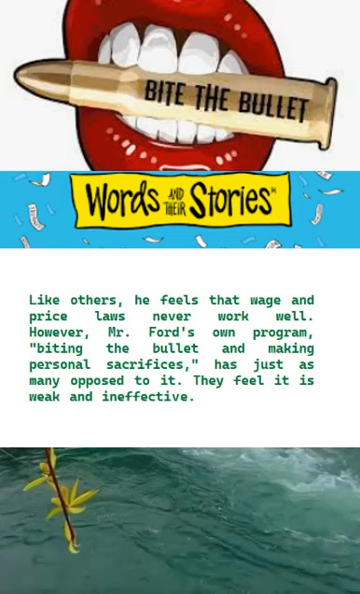 BITE THE BULLET
Words AND THEIR Stories
Like others, he feels that wage and
price laws never work well.
However, Mr. Ford's own program,
"biting the bullet and making
personal sacrifices," has just as
many opposed to it. They feel it is
weak and ineffective.